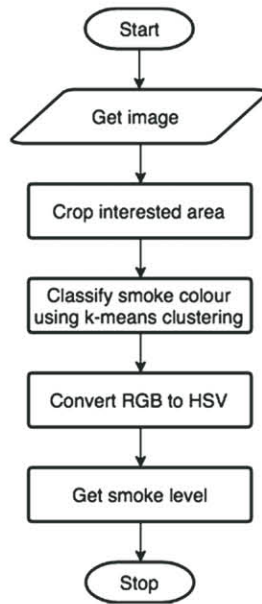 Start
Get image
Crop interested area
Classify smoke colour
using k-means clustering
Convert RGB to HSV
Get smoke level
Stop